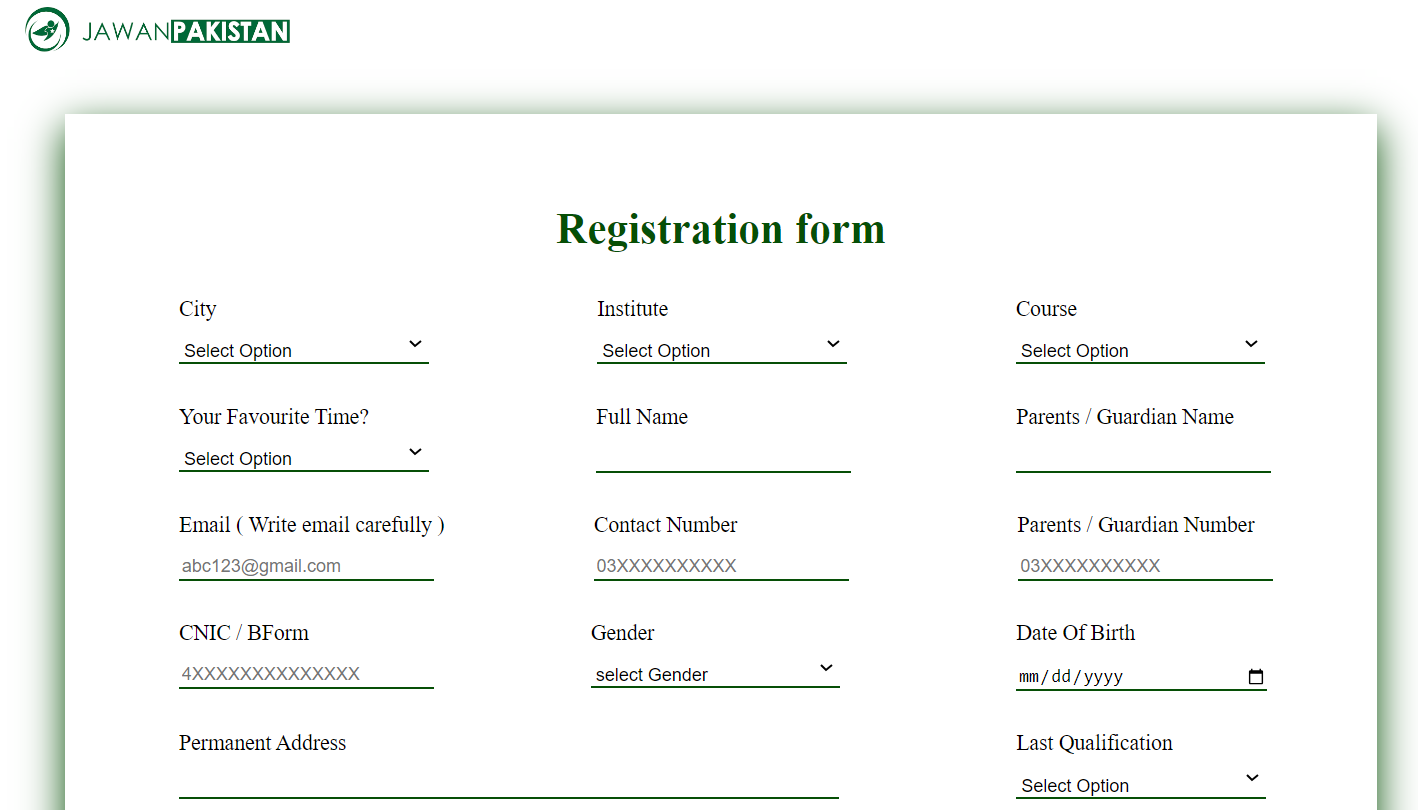 JAWANPAKISTAN
Registration form
City Institute Course
Select Option Select Option Select Option
Your Favourite Time? Full Name Parents / Guardian Name
Select Option
Email ( Write email carefully ) Contact Number Parents / Guardian Number
abc123@gmail.com 03XXXXXXXXXX 03XXXXXXXXXX
CNIC / BForm Gender Date Of Birth
4XXXXXXXXXXXXXX select Gender mm/dd/yyyy
Permanent Address Last Qualification
Select Option